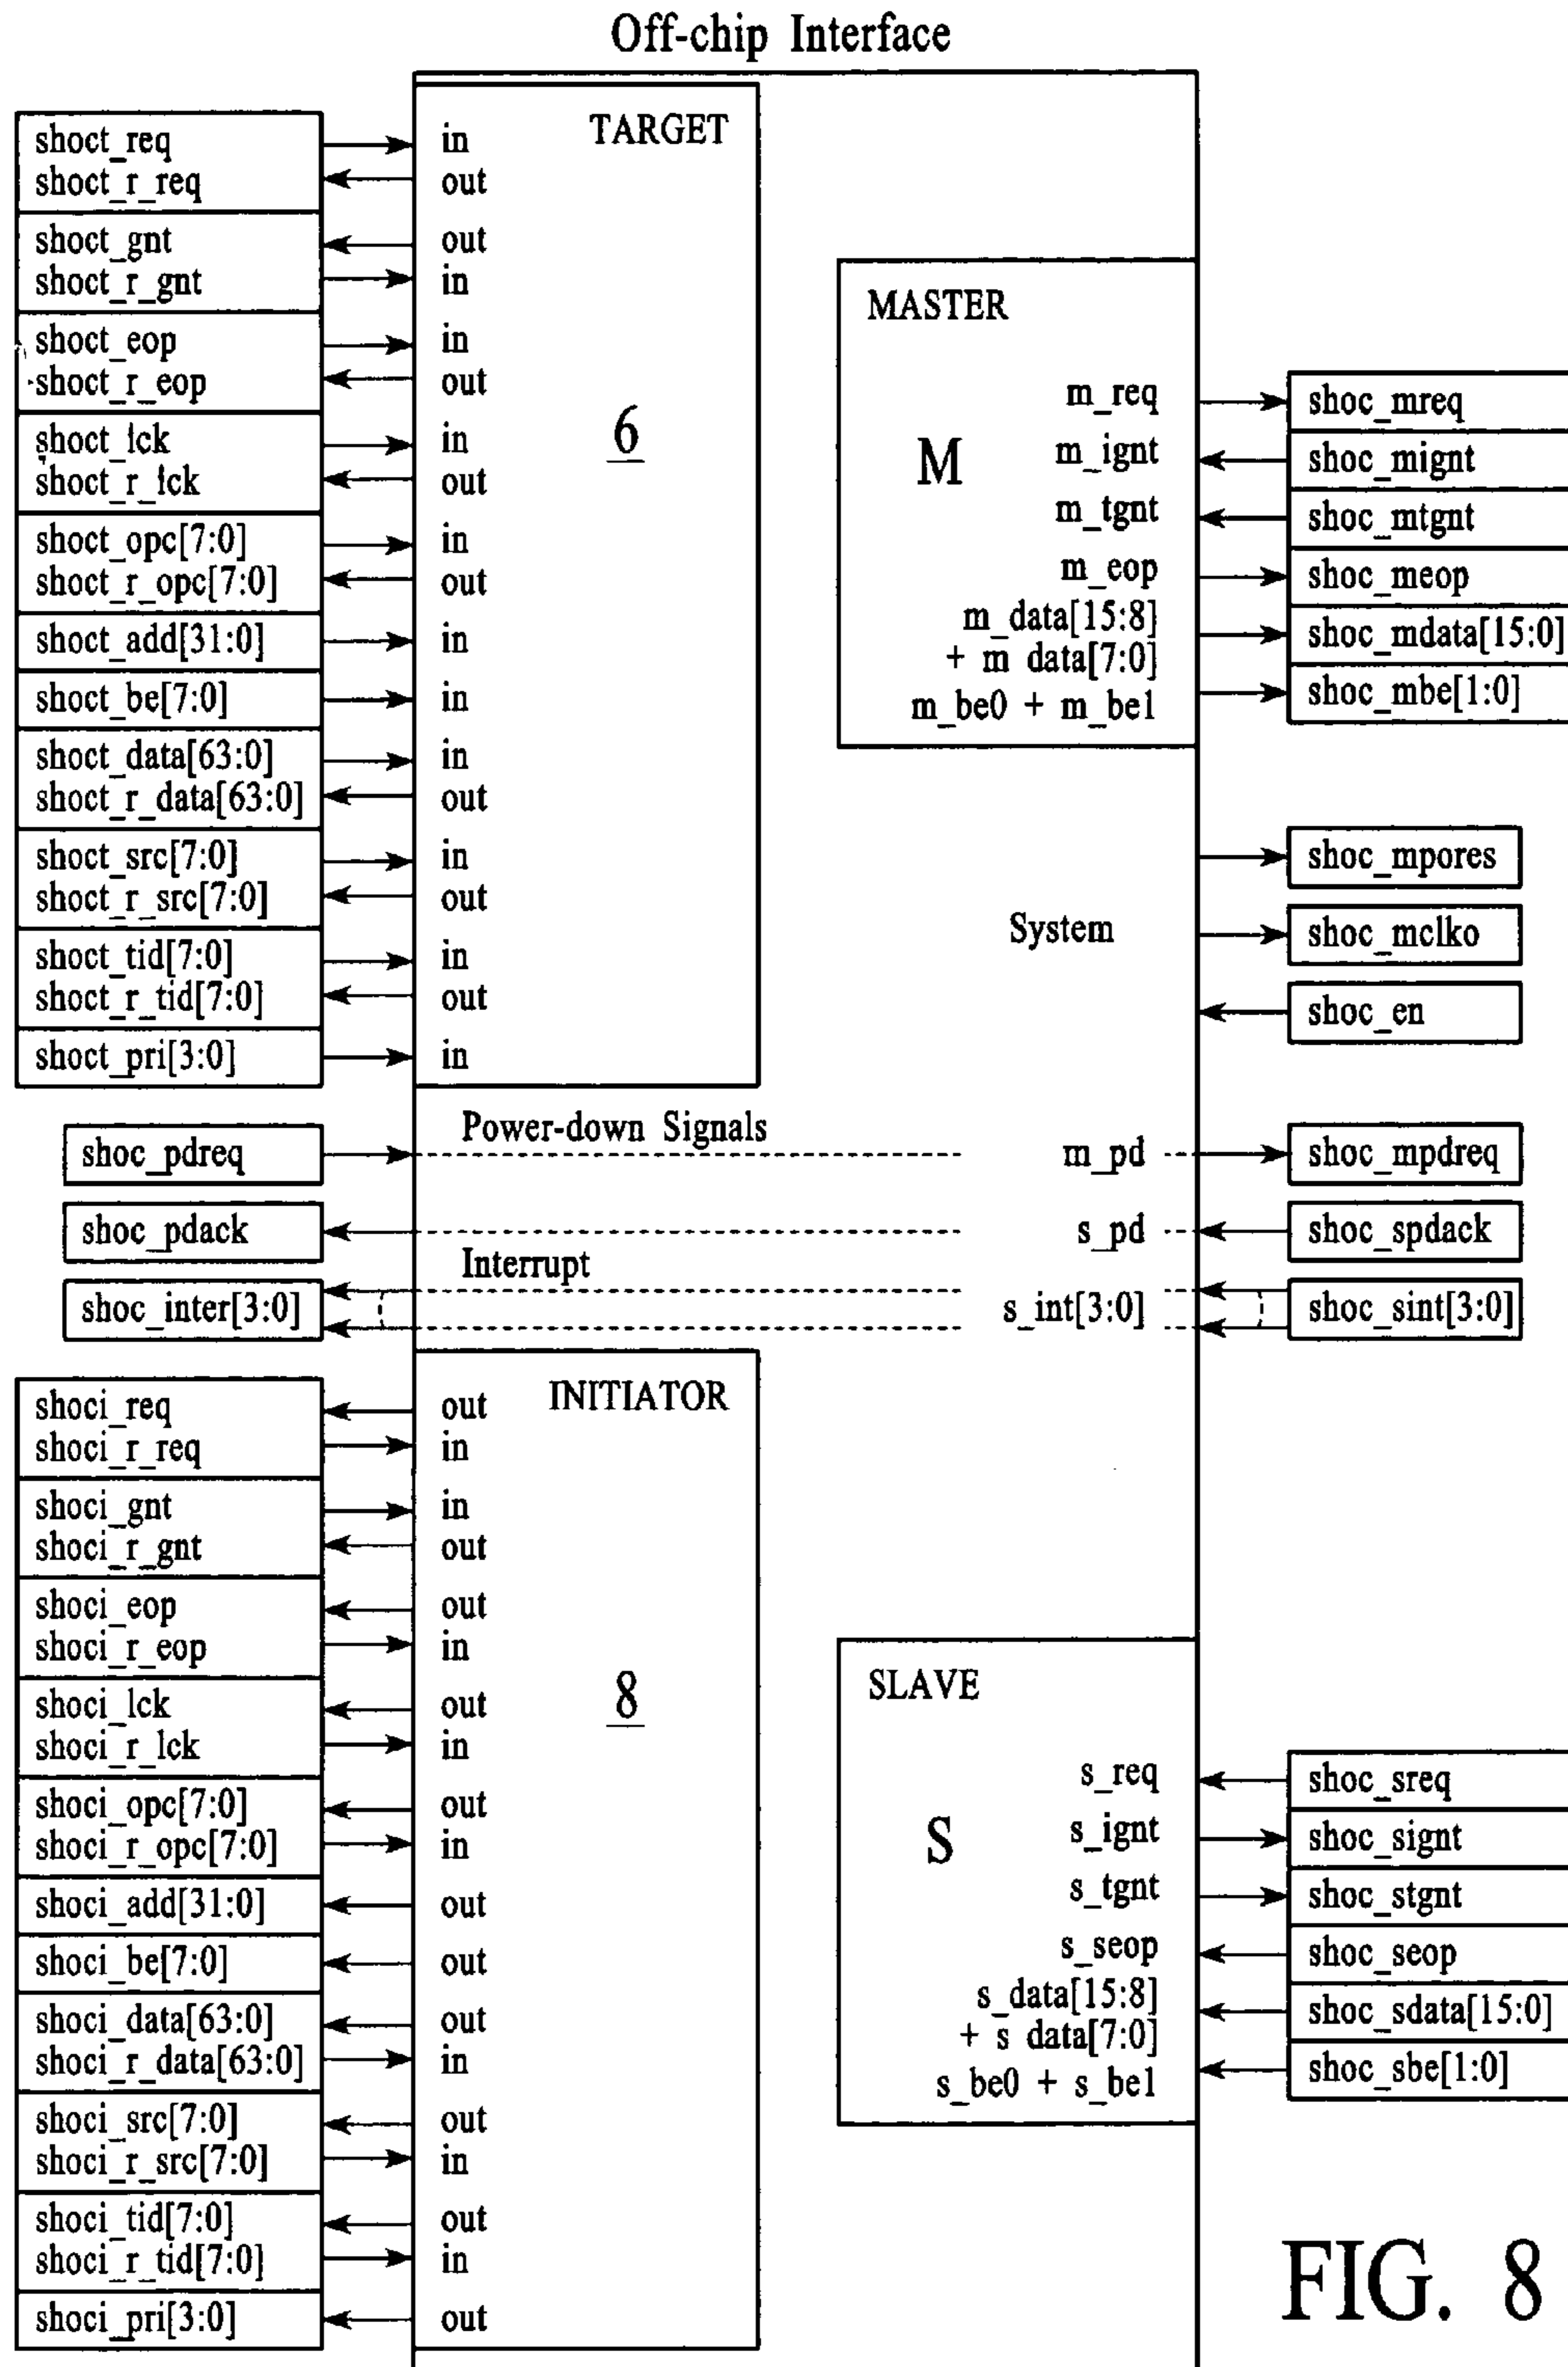 Off-chip Interface
TARGET
shoct_req in
shoct_r_req out
shoct_gnt out
shoct_r_gnt in
shoct_eop in
shoct_r_eop out
shoct_lck in
shoct_r_lck out
shoct_opc[7:0] in
shoct_r_opc[7:0] out
shoct_add[31:0] in
shoct_be[7:0] in
shoct_data[63:0] in
shoct_r_data[63:0] out
shoct_src[7:0] in
shoct_r_src[7:0] out
shoct_tid[7:0] in
shoct_r_tid[7:0] out
shoct_pri[3:0] in
6
MASTER
M
m_req shoc_mreq
m_ignt shoc_mignt
m_tgnt shoc_mtgnt
m_eop shoc_meop
m_data[15:8]
+ m data[7:0] shoc_mdata[15:0]
m_be0 + m_be1 shoc_mbe[1:0]
shoc_mpores
System shoc_mclko
shoc_en
Power-down Signals
shoc_pdreq m_pd shoc_mpdreq
shoc_pdack s_pd shoc_spdack
Interrupt
shoc_inter[3:0] s_int[3:0] shoc_sint[3:0]
INITIATOR
shoci_req out
shoci_r_req in
shoci_gnt in
shoci_r_gnt out
shoci_eop out
shoci_r_eop in
shoci_lck out
shoci_r_lck in
shoci_opc[7:0] out
shoci_r_opc[7:0] in
shoci_add[31:0] out
shoci_be[7:0] out
shoci_data[63:0] out
shoci_r_data[63:0] in
shoci_src[7:0] out
shoci_r_src[7:0] in
shoci_tid[7:0] out
shoci_r_tid[7:0] in
shoci_pri[3:0] out
8
SLAVE
S
s_req shoc_sreq
s_ignt shoc_signt
s_tgnt shoc_stgnt
s_seop shoc_seop
s_data[15:8]
+ s data[7:0] shoc_sdata[15:0]
s_be0 + s_be1 shoc_sbe[1:0]
FIG. 8